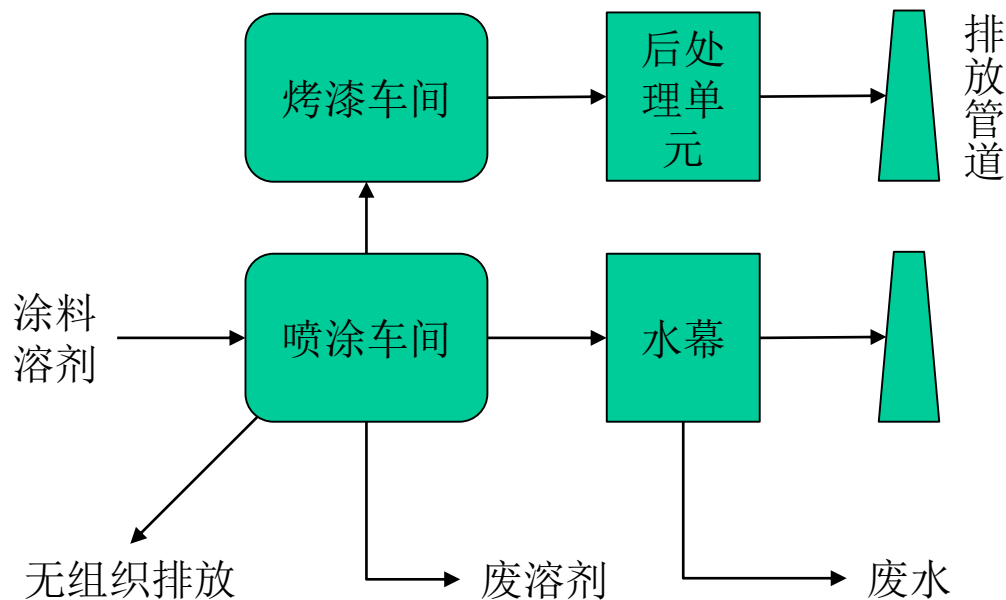 烤漆车间
后处
理单
元
排
放
管
道
涂料
溶剂
喷涂车间
水幕
无组织排放
废溶剂
废水